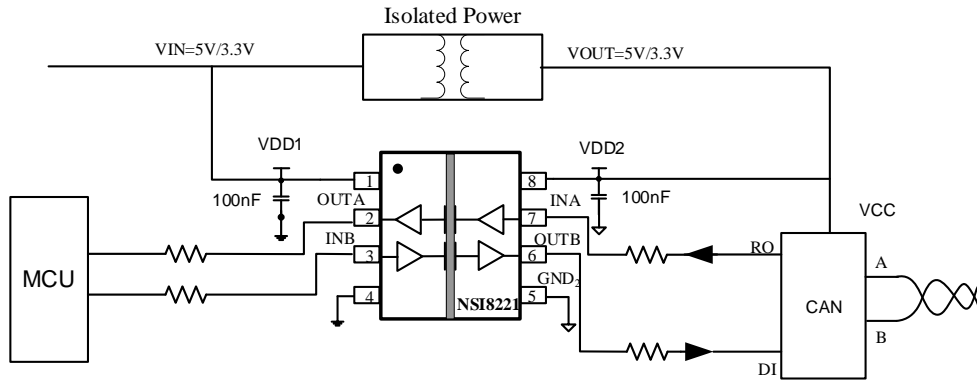 Isolated Power
VIN=5V/3.3V
VOUT=5V/3.3V
VDD1
VDD2
100nF
100nF
1
8
OUTA
INA
VCC
2
7
INB
OUTB
RO
3
6
A
MCU
GND2
CAN
4
5
NSI8221
B
DI